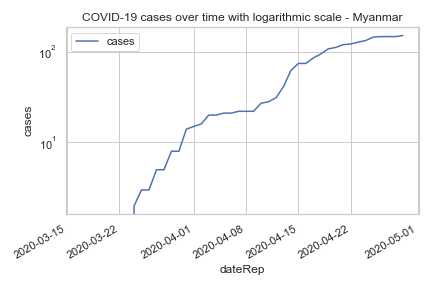 COVID-19 cases over time with logarithmic scale - Myanmar
cases
10²
10¹
cases
2020-03-15
2020-03-22
2020-04-01
2020-04-08
2020-04-15
2020-04-22
2020-05-01
dateRep